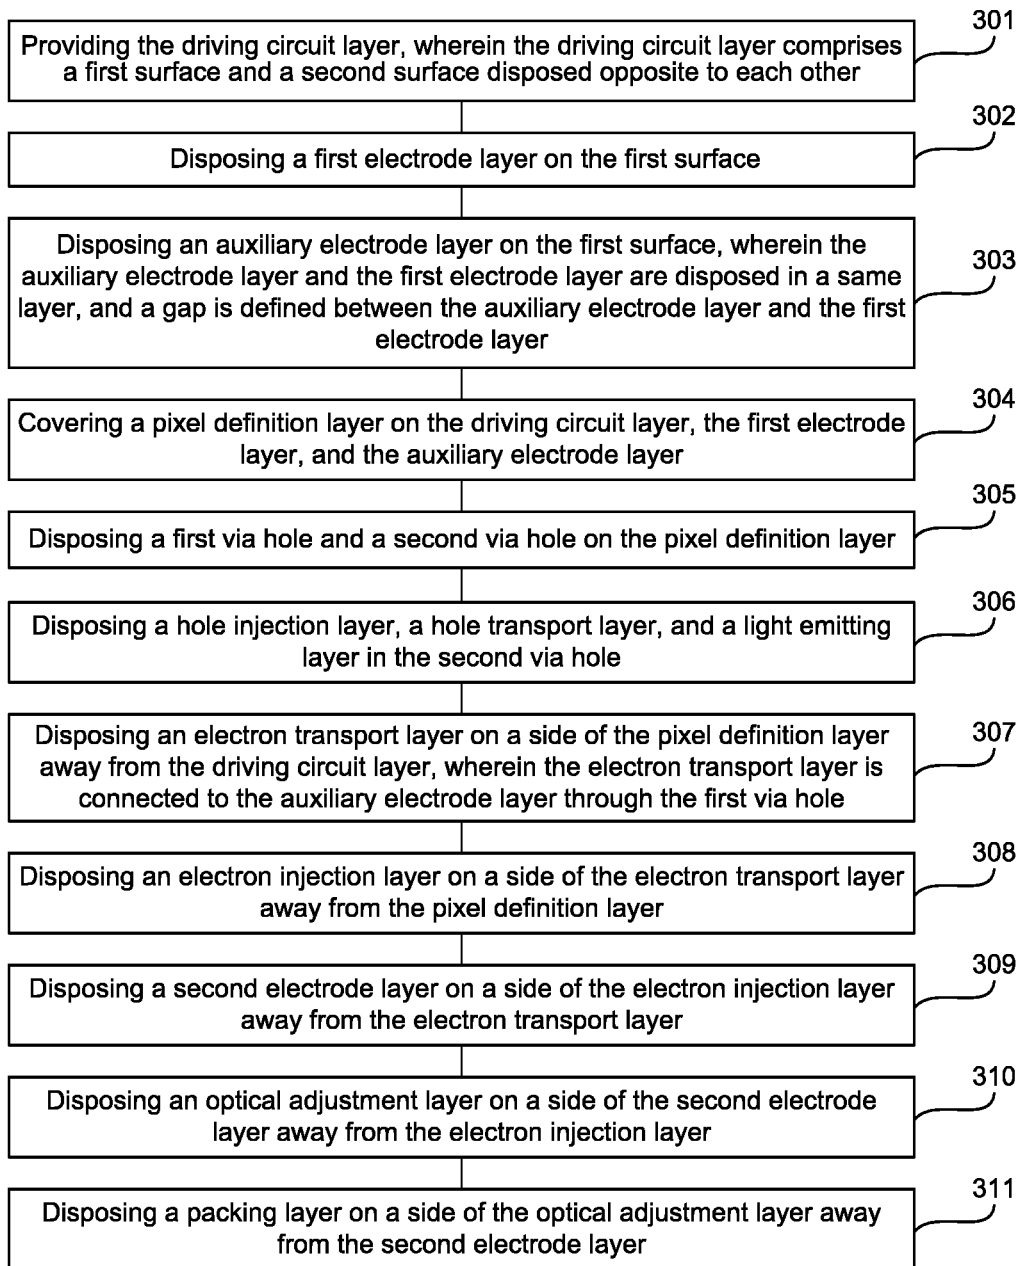 301
Providing the driving circuit layer, wherein the driving circuit layer comprises
a first surface and a second surface disposed opposite to each other
302
Disposing a first electrode layer on the first surface
303
Disposing an auxiliary electrode layer on the first surface, wherein the
auxiliary electrode layer and the first electrode layer are disposed in a same
layer, and a gap is defined between the auxiliary electrode layer and the first
electrode layer
304
Covering a pixel definition layer on the driving circuit layer, the first electrode
layer, and the auxiliary electrode layer
305
Disposing a first via hole and a second via hole on the pixel definition layer
306
Disposing a hole injection layer, a hole transport layer, and a light emitting
layer in the second via hole
307
Disposing an electron transport layer on a side of the pixel definition layer
away from the driving circuit layer, wherein the electron transport layer is
connected to the auxiliary electrode layer through the first via hole
308
Disposing an electron injection layer on a side of the electron transport layer
away from the pixel definition layer
309
Disposing a second electrode layer on a side of the electron injection layer
away from the electron transport layer
310
Disposing an optical adjustment layer on a side of the second electrode
layer away from the electron injection layer
311
Disposing a packing layer on a side of the optical adjustment layer away
from the second electrode layer